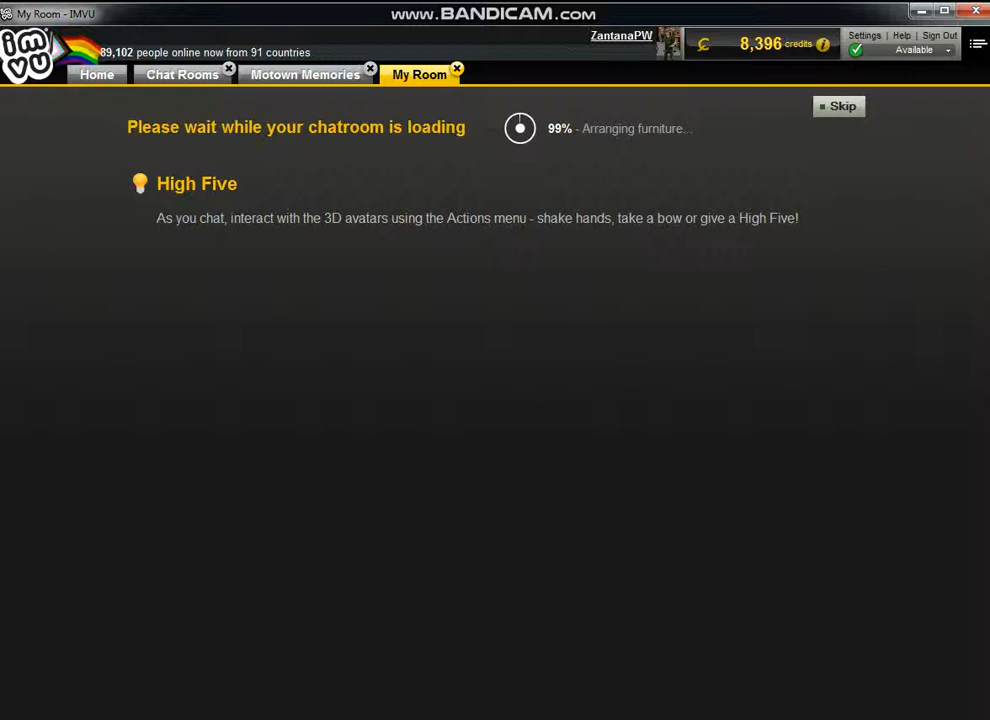 My Room - IMVU
www.BANDICAM.com
imvu
89,102 people online now from 91 countries
ZantanaPW
8,396 credits
Settings | Help | Sign Out
Available
Home
Chat Rooms
Motown Memories
My Room
Skip
Please wait while your chatroom is loading
99% - Arranging furniture...
High Five
As you chat, interact with the 3D avatars using the Actions menu - shake hands, take a bow or give a High Five!